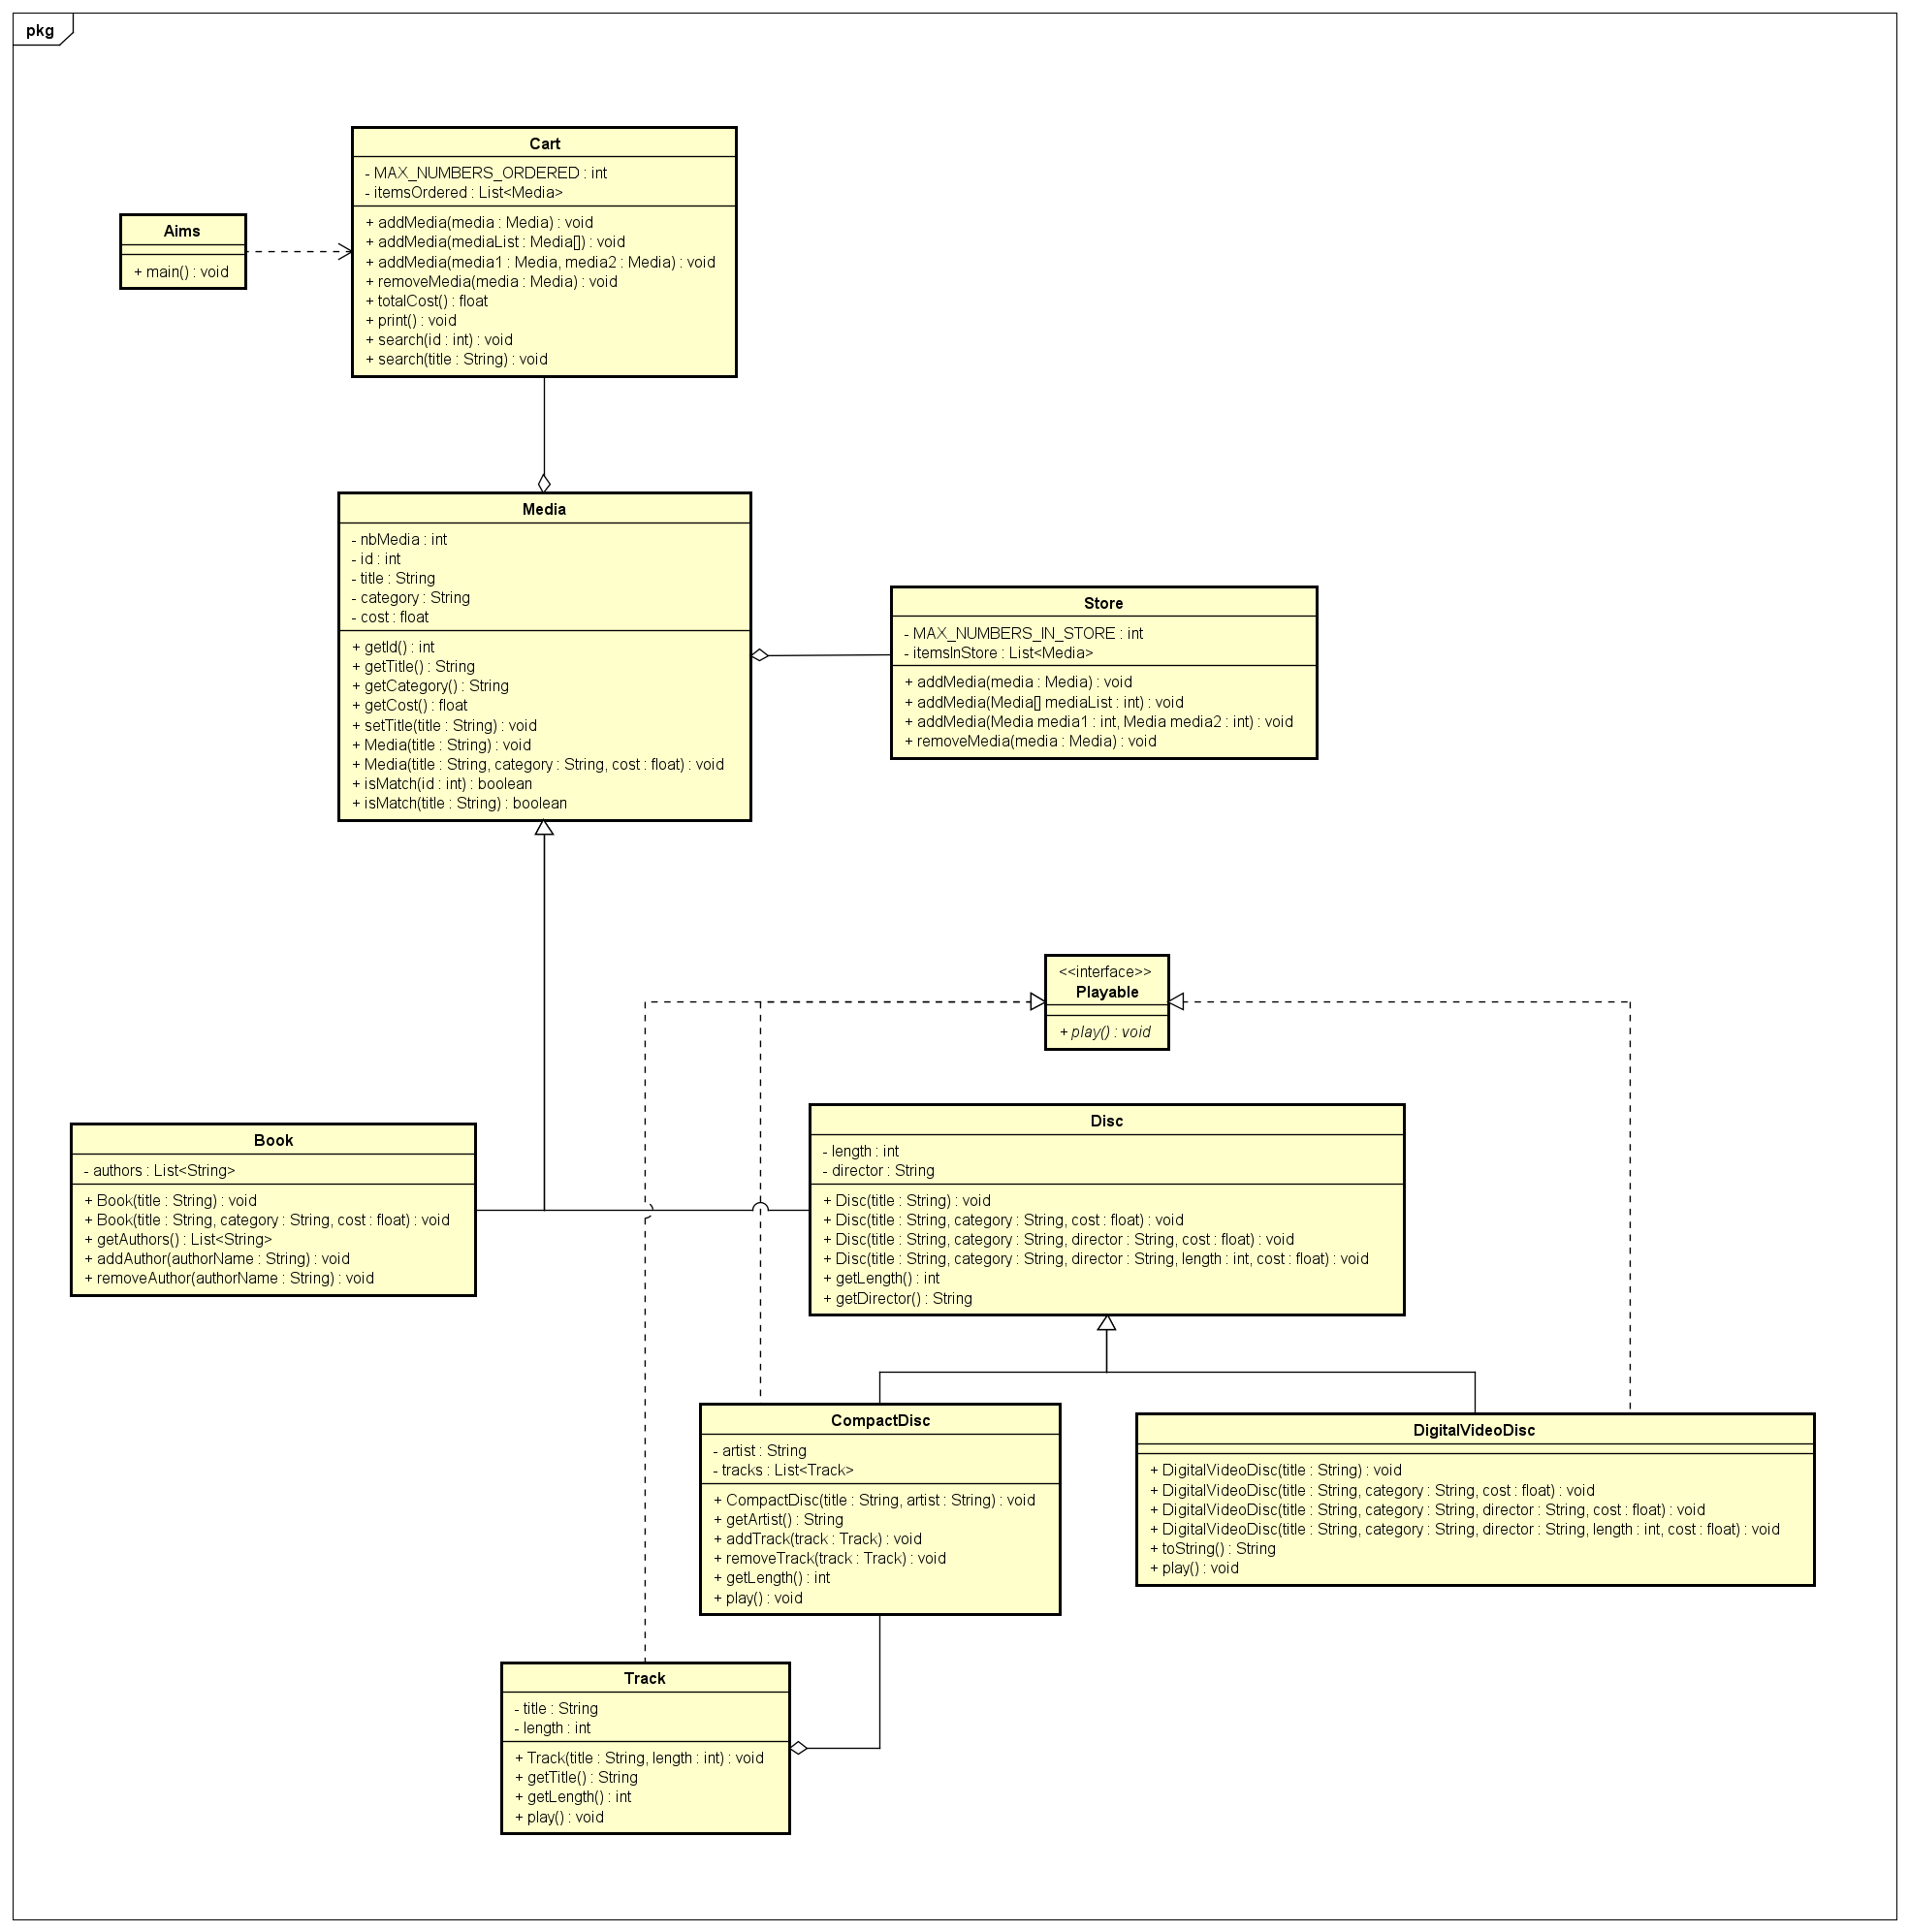 pkg
Cart
- MAX_NUMBERS_ORDERED : int
- itemsOrdered : List<Media>
+ addMedia(media : Media) : void
+ addMedia(mediaList : Media[]) : void
+ addMedia(media1 : Media, media2 : Media) : void
+ removeMedia(media : Media) : void
+ totalCost() : float
+ print() : void
+ search(id : int) : void
+ search(title : String) : void
Aims
+ main() : void
Media
- nbMedia : int
- id : int
- title : String
- category : String
- cost : float
+ getId() : int
+ getTitle() : String
+ getCategory() : String
+ getCost() : float
+ setTitle(title : String) : void
+ Media(title : String) : void
+ Media(title : String, category : String, cost : float) : void
+ isMatch(id : int) : boolean
+ isMatch(title : String) : boolean
Store
- MAX_NUMBERS_IN_STORE : int
- itemsInStore : List<Media>
+ addMedia(media : Media) : void
+ addMedia(Media[] mediaList : int) : void
+ addMedia(Media media1 : int, Media media2 : int) : void
+ removeMedia(media : Media) : void
<<interface>>
Playable
+ play() : void
Book
- authors : List<String>
+ Book(title : String) : void
+ Book(title : String, category : String, cost : float) : void
+ getAuthors() : List<String>
+ addAuthor(authorName : String) : void
+ removeAuthor(authorName : String) : void
Disc
- length : int
- director : String
+ Disc(title : String) : void
+ Disc(title : String, category : String, cost : float) : void
+ Disc(title : String, category : String, director : String, cost : float) : void
+ Disc(title : String, category : String, director : String, length : int, cost : float) : void
+ getLength() : int
+ getDirector() : String
CompactDisc
- artist : String
- tracks : List<Track>
+ CompactDisc(title : String, artist : String) : void
+ getArtist() : String
+ addTrack(track : Track) : void
+ removeTrack(track : Track) : void
+ getLength() : int
+ play() : void
DigitalVideoDisc
+ DigitalVideoDisc(title : String) : void
+ DigitalVideoDisc(title : String, category : String, cost : float) : void
+ DigitalVideoDisc(title : String, category : String, director : String, cost : float) : void
+ DigitalVideoDisc(title : String, category : String, director : String, length : int, cost : float) : void
+ toString() : String
+ play() : void
Track
- title : String
- length : int
+ Track(title : String, length : int) : void
+ getTitle() : String
+ getLength() : int
+ play() : void